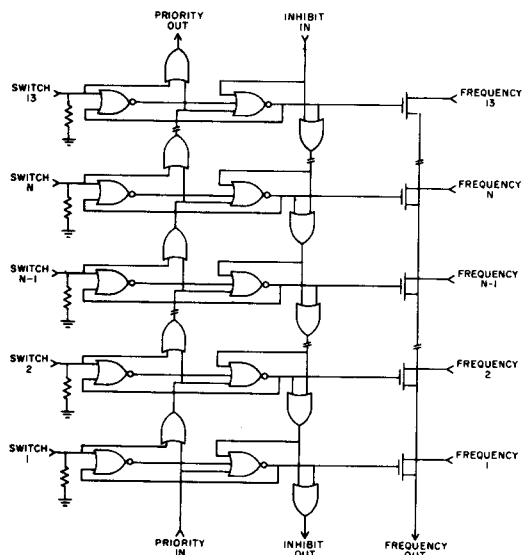 PRIORITY
OUT
INHIBIT
IN
SWITCH
13
FREQUENCY
13
SWITCH
N
FREQUENCY
N
SWITCH
N-1
FREQUENCY
N-1
SWITCH
2
FREQUENCY
2
SWITCH
1
FREQUENCY
1
PRIORITY
IN
INHIBIT
OUT
FREQUENCY
OUT